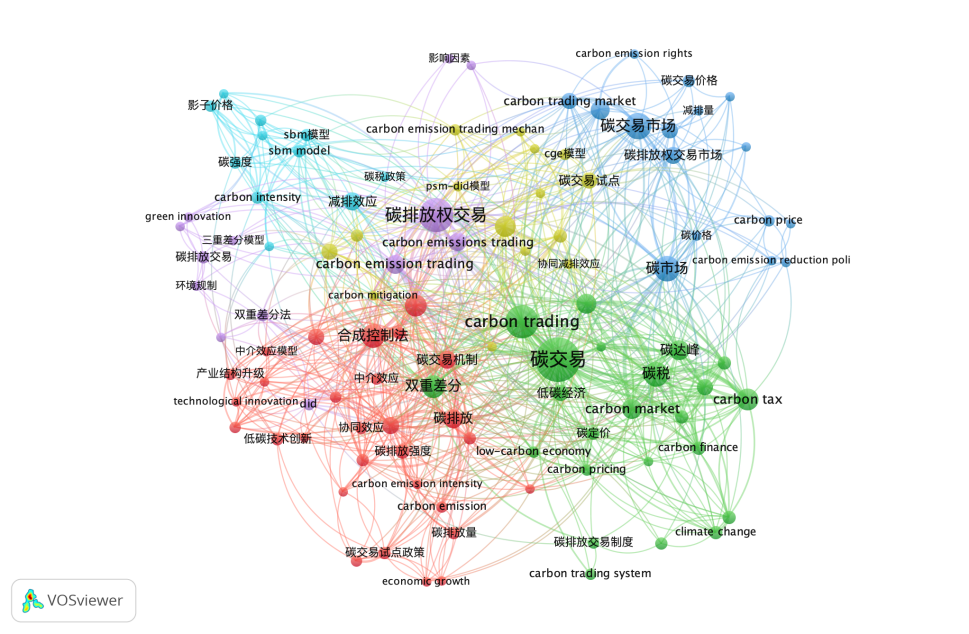 影响因素
carbon emission rights
碳交易价格
影子价格
carbon trading market
减排量
carbon emission trading mechan
碳交易市场
sbm模型
sbm model
cge模型
碳排放权交易市场
碳强度
碳税政策
psm-did模型
碳交易试点
carbon intensity
减排效应
碳排放权交易
green innovation
carbon price
三重差分模型
carbon emissions trading
碳价格
碳排放交易
carbon emission trading
协同减排效应
碳市场
carbon emission reduction poli
环境规制
carbon mitigation
双重差分法
carbon trading
合成控制法
中介效应模型
碳交易机制
碳交易
碳达峰
产业结构升级
中介效应
双重差分
低碳经济
碳税
technological innovation
did
carbon market
carbon tax
协同效应
碳排放
碳定价
低碳技术创新
碳排放强度
low-carbon economy
carbon finance
carbon pricing
carbon emission intensity
carbon emission
碳排放量
climate change
碳排放交易制度
碳交易试点政策
economic growth
carbon trading system
VOSviewer